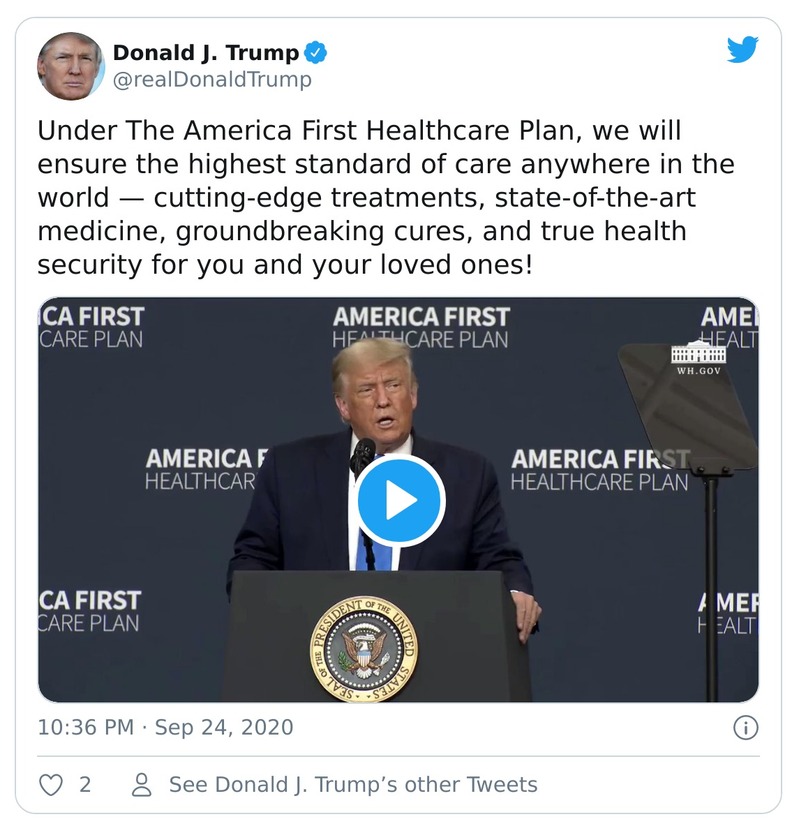 Donald J. Trump
@realDonaldTrump
Under The America First Healthcare Plan, we will
ensure the highest standard of care anywhere in the
world — cutting-edge treatments, state-of-the-art
medicine, groundbreaking cures, and true health
security for you and your loved ones!
CA FIRST
CARE PLAN
AMERICA FIRST
HEALTHCARE PLAN
AME
HEALT
WH.GOV
AMERICA F
HEALTHCAR
AMERICA FIRST
HEALTHCARE PLAN
CA FIRST
CARE PLAN
AMER
HEALT
SEAL OF THE PRESIDENT OF THE UNITED STATES
10:36 PM · Sep 24, 2020
2
See Donald J. Trump’s other Tweets